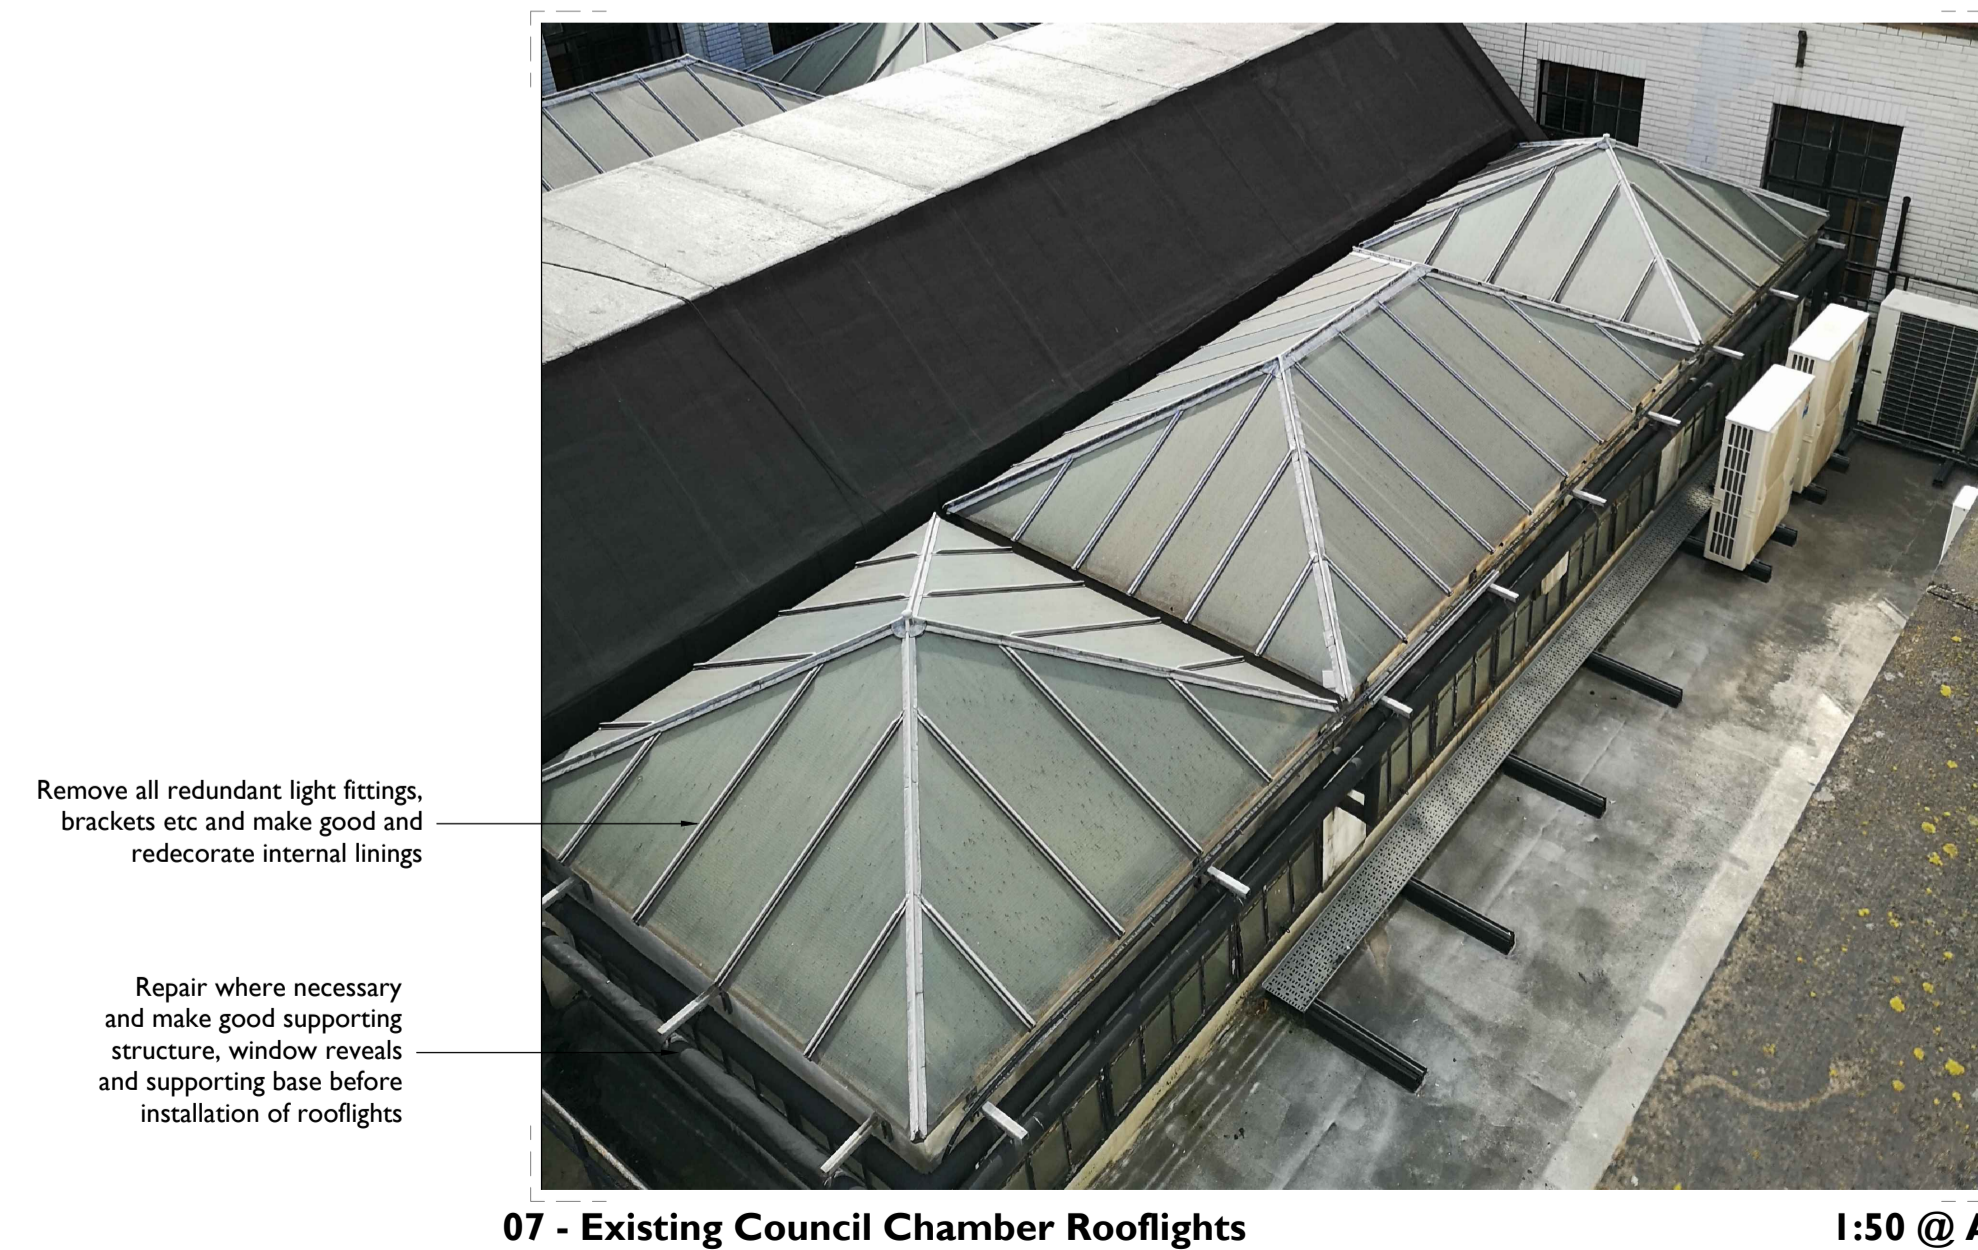 Remove all redundant light fittings,
brackets etc and make good and
redecorate internal linings
Repair where necessary
and make good supporting
structure, window reveals
and supporting base before
installation of rooflights
07 - Existing Council Chamber Rooflights
1:50 @